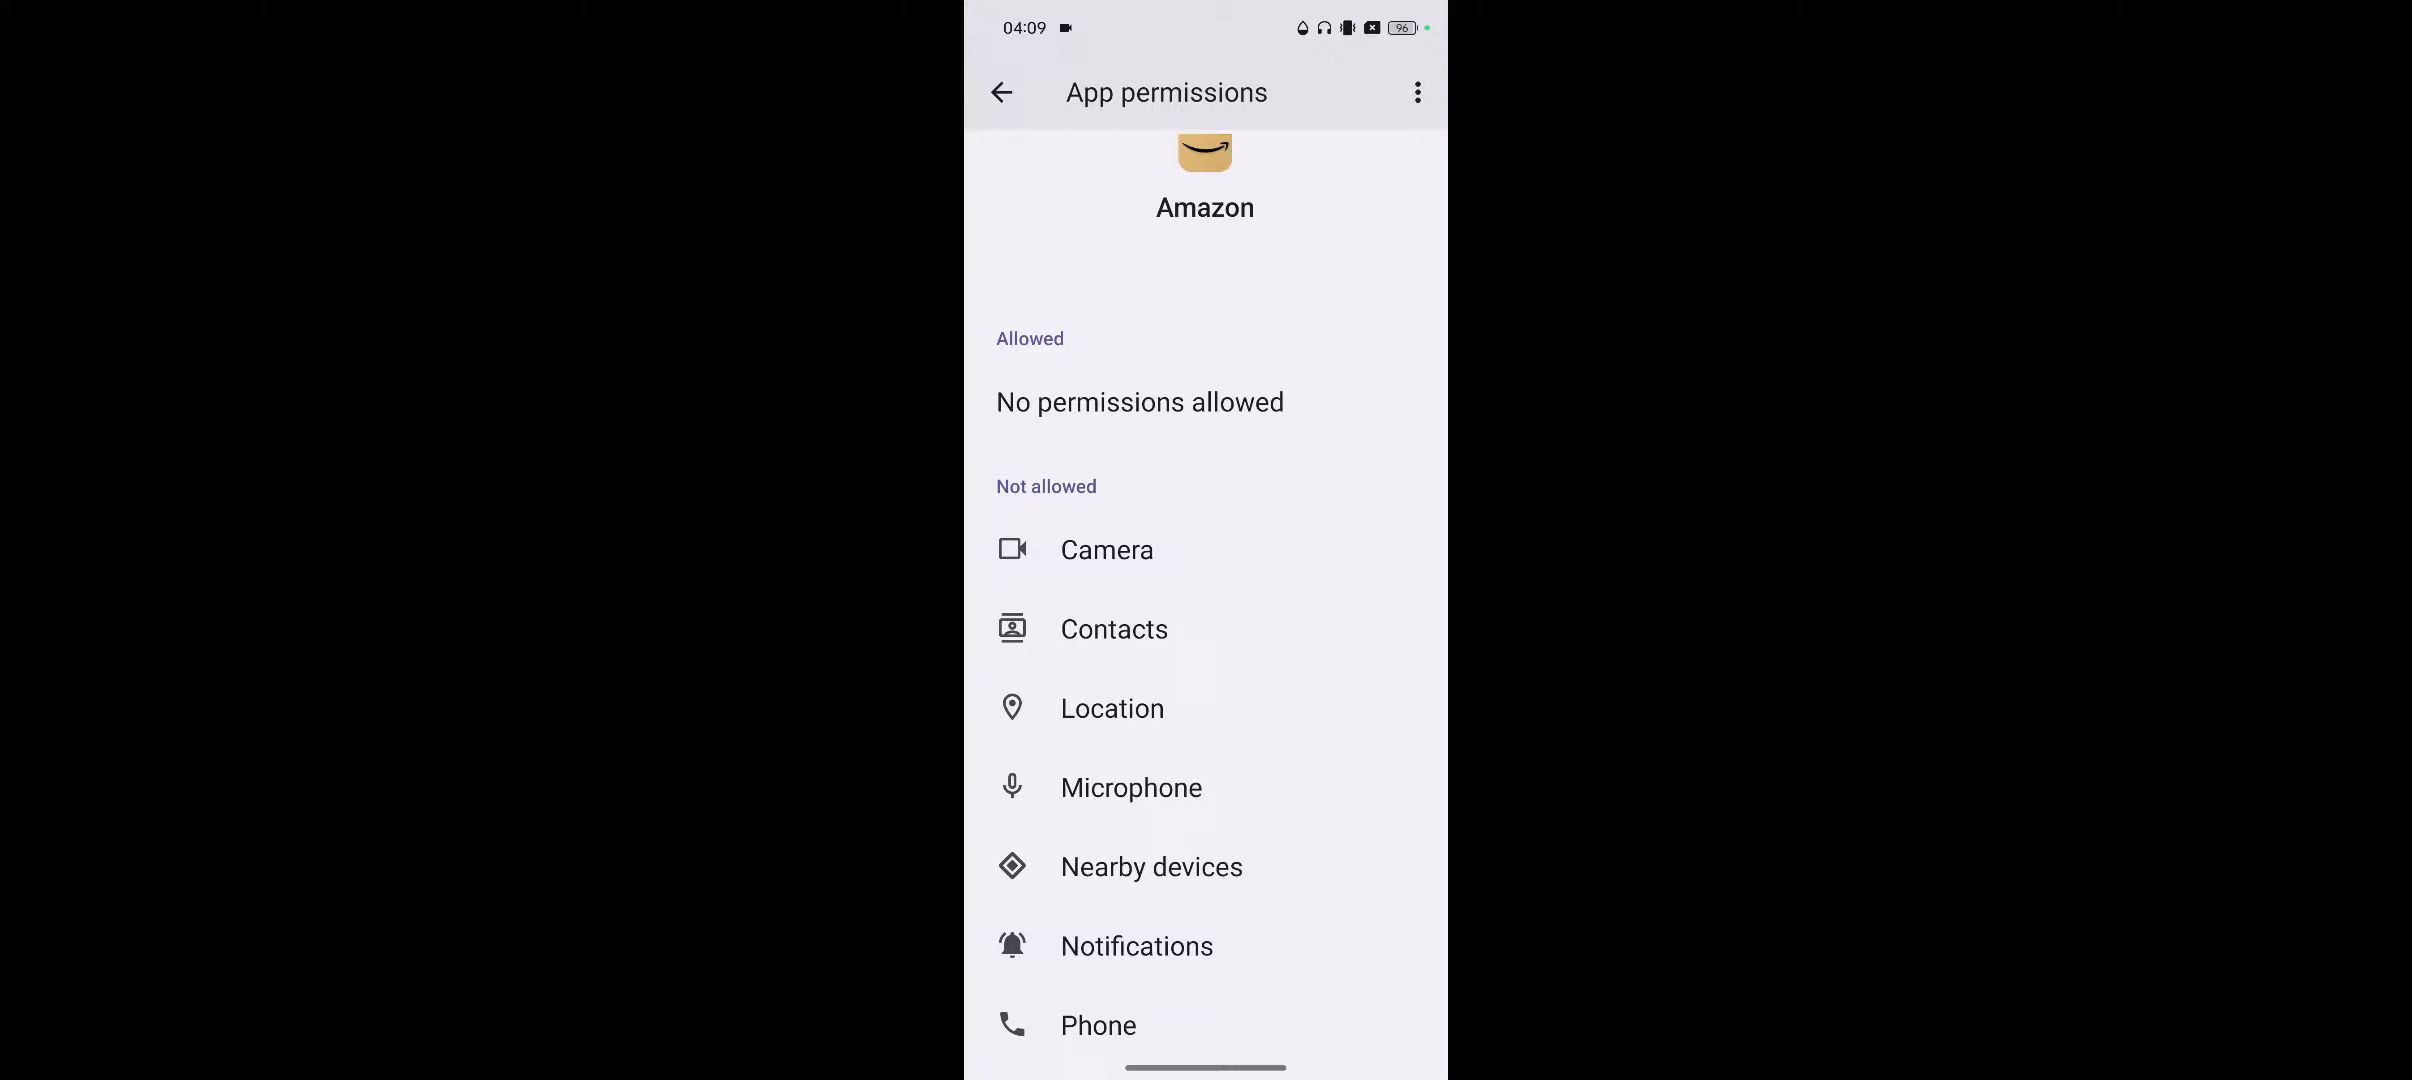 04:09
96
App permissions
Amazon
Allowed
No permissions allowed
Not allowed
Camera
Contacts
Location
Microphone
Nearby devices
Notifications
Phone